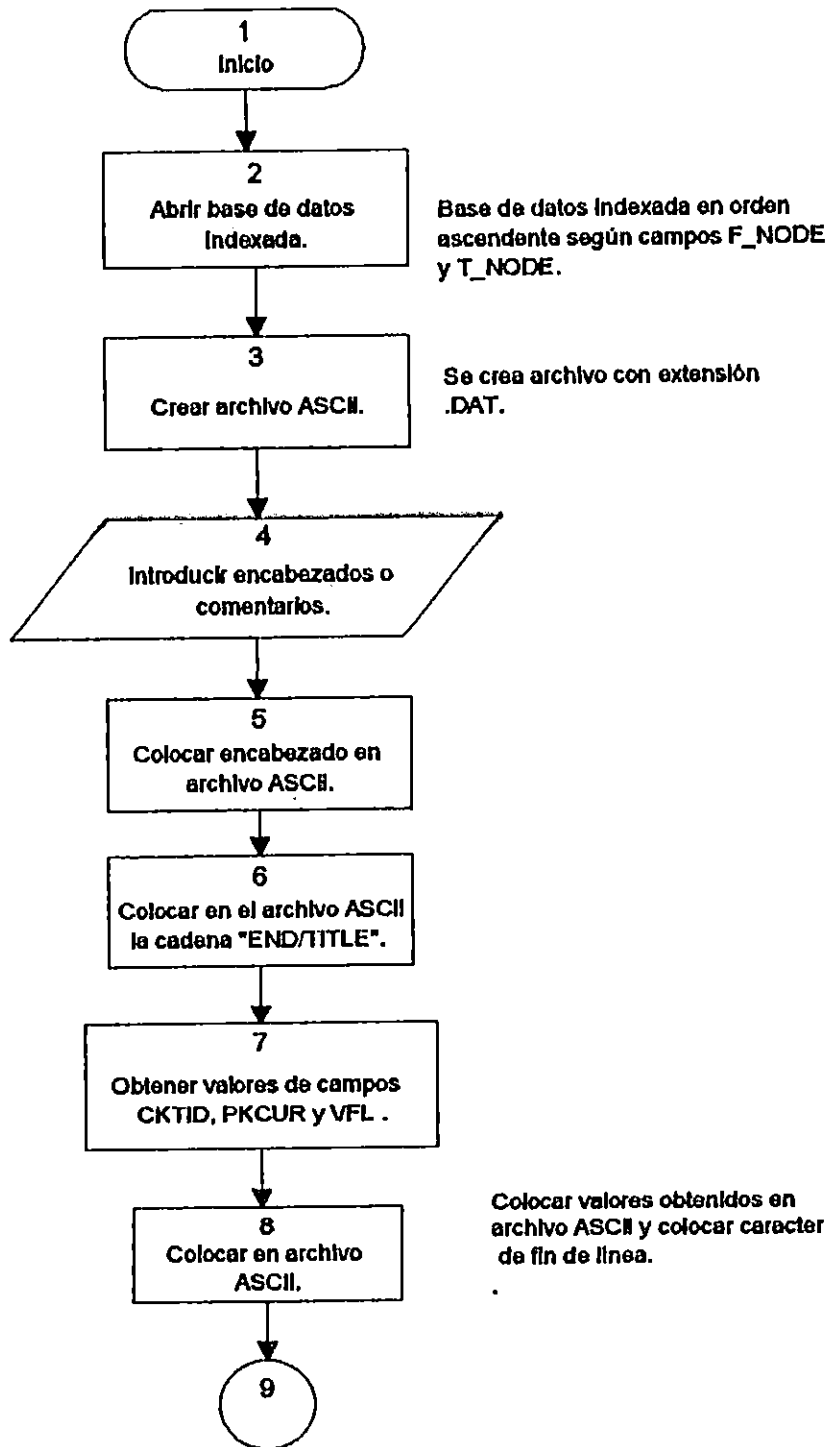 1
Inicio
2
Abrir base de datos
Indexada.
Base de datos Indexada en orden
ascendente según campos F_NODE
y T_NODE.
3
Crear archivo ASCII.
Se crea archivo con extensión
.DAT.
4
Introducir encabezados o
comentarios.
5
Colocar encabezado en
archivo ASCII.
6
Colocar en el archivo ASCII
la cadena "END/TITLE".
7
Obtener valores de campos
CKTID, PKCUR y VFL .
8
Colocar en archivo
ASCII.
Colocar valores obtenidos en
archivo ASCII y colocar caracter
de fin de linea.
.
9